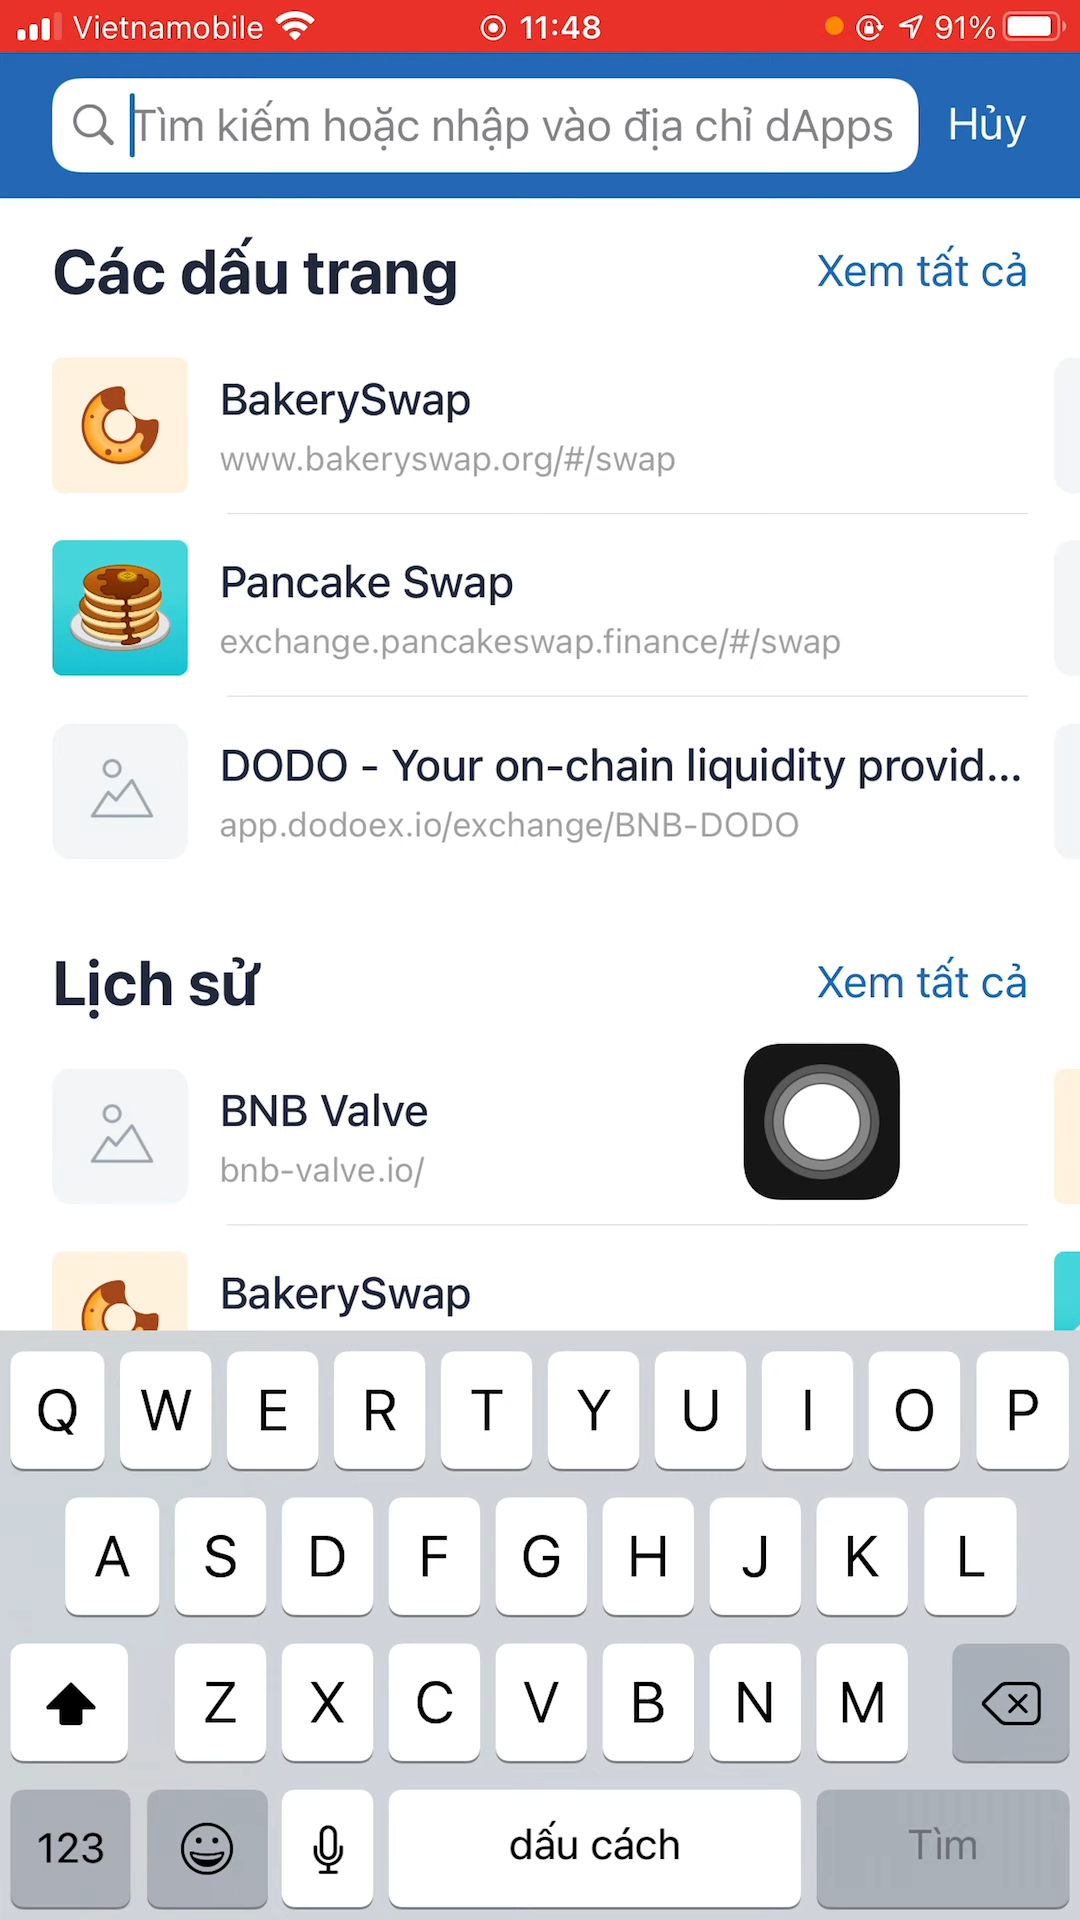 Vietnamobile 11:48 91%
Tìm kiếm hoặc nhập vào địa chỉ dApps Hủy
Các dấu trang Xem tất cả
BakerySwap
www.bakeryswap.org/#/swap
Pancake Swap
exchange.pancakeswap.finance/#/swap
DODO - Your on-chain liquidity provid...
app.dodoex.io/exchange/BNB-DODO
Lịch sử Xem tất cả
BNB Valve
bnb-valve.io/
BakerySwap
Q W E R T Y U I O P
A S D F G H J K L
Z X C V B N M
123 dấu cách Tìm